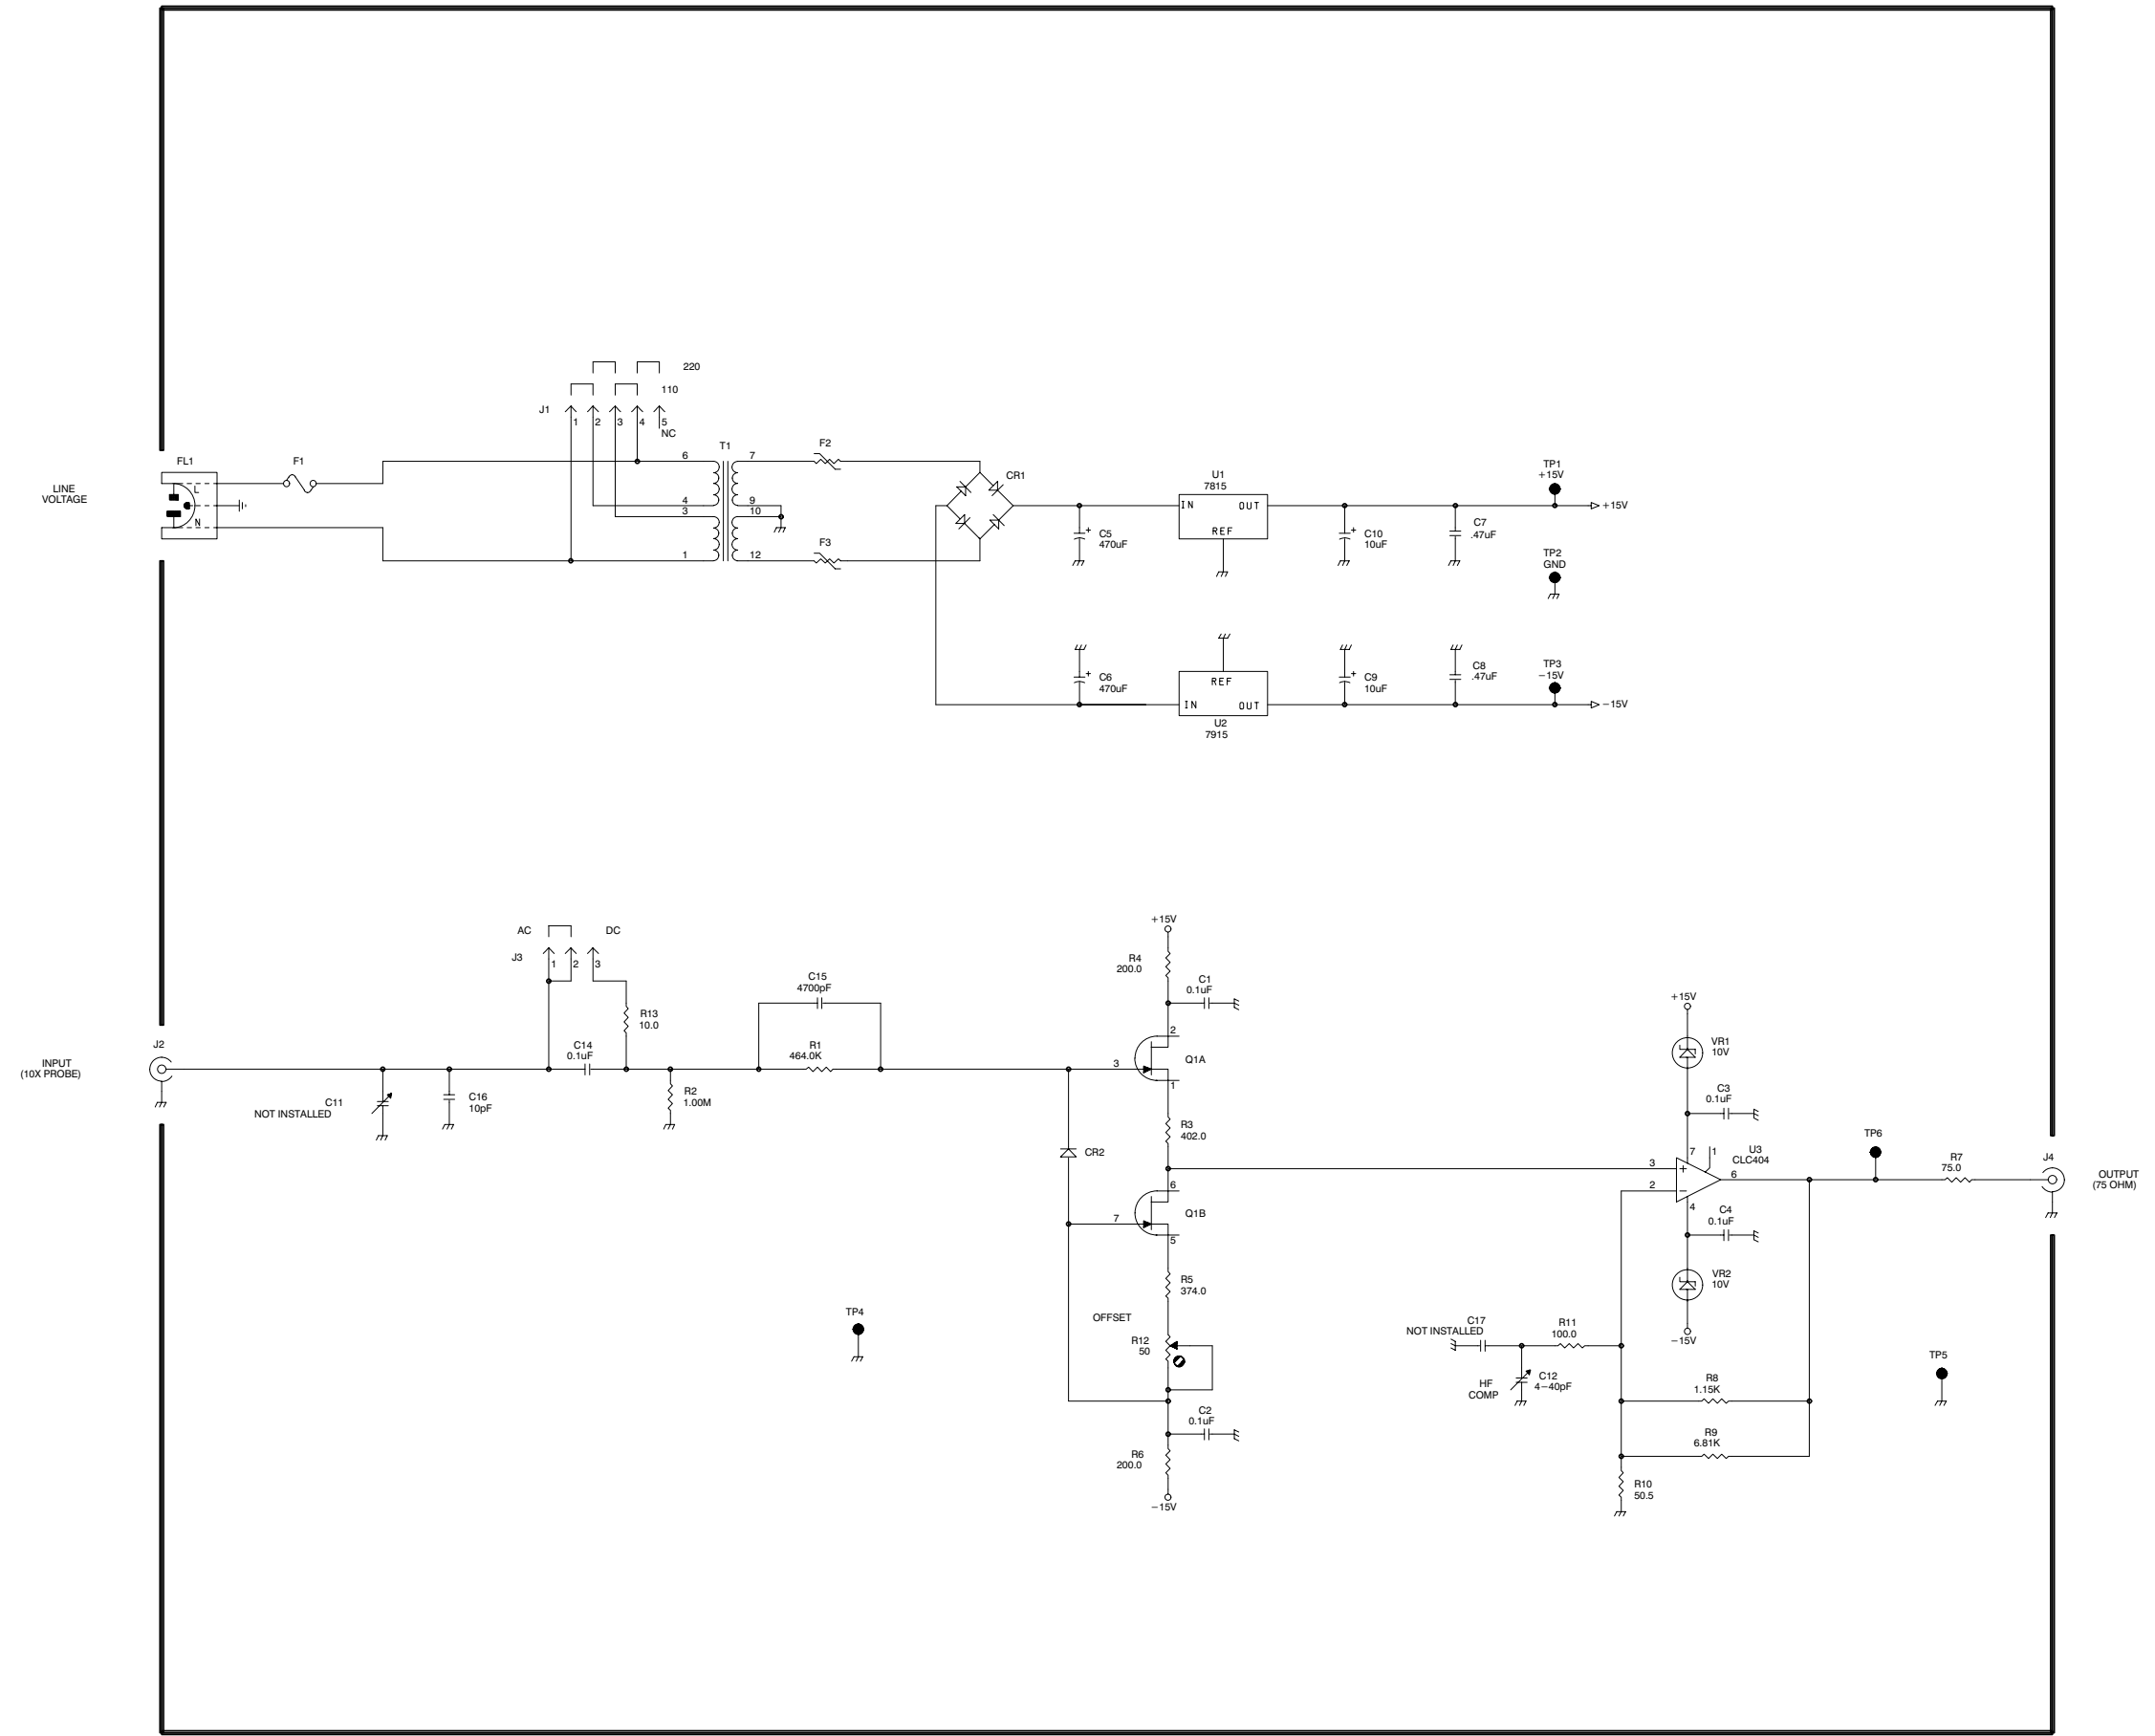 220
110
J1
1 2 3 4 5
NC
LINE
VOLTAGE
FL1
L
N
F1
T1
6
4
3
1
7
9
10
12
F2
F3
CR1
C5
470uF
U1
7815
IN OUT
REF
C10
10uF
C7
.47uF
TP1
+15V
+15V
TP2
GND
C6
470uF
REF
IN OUT
U2
7915
C9
10uF
C8
.47uF
TP3
−15V
−15V
AC DC
J3
1 2 3
R13
10.0
J2
INPUT
(10X PROBE)
C11
NOT INSTALLED
C16
10pF
C14
0.1uF
R2
1.00M
C15
4700pF
R1
464.0K
+15V
R4
200.0
C1
0.1uF
2
3
1
Q1A
R3
402.0
CR2
6
7
5
Q1B
R5
374.0
OFFSET
R12
50
C2
0.1uF
R6
200.0
−15V
TP4
+15V
VR1
10V
C3
0.1uF
U3
CLC404
7
1
3
+
2
−
6
4
C4
0.1uF
VR2
10V
−15V
C17
NOT INSTALLED
R11
100.0
HF
COMP
C12
4−40pF
R8
1.15K
R9
6.81K
R10
50.5
TP6
R7
75.0
J4
OUTPUT
(75 OHM)
TP5